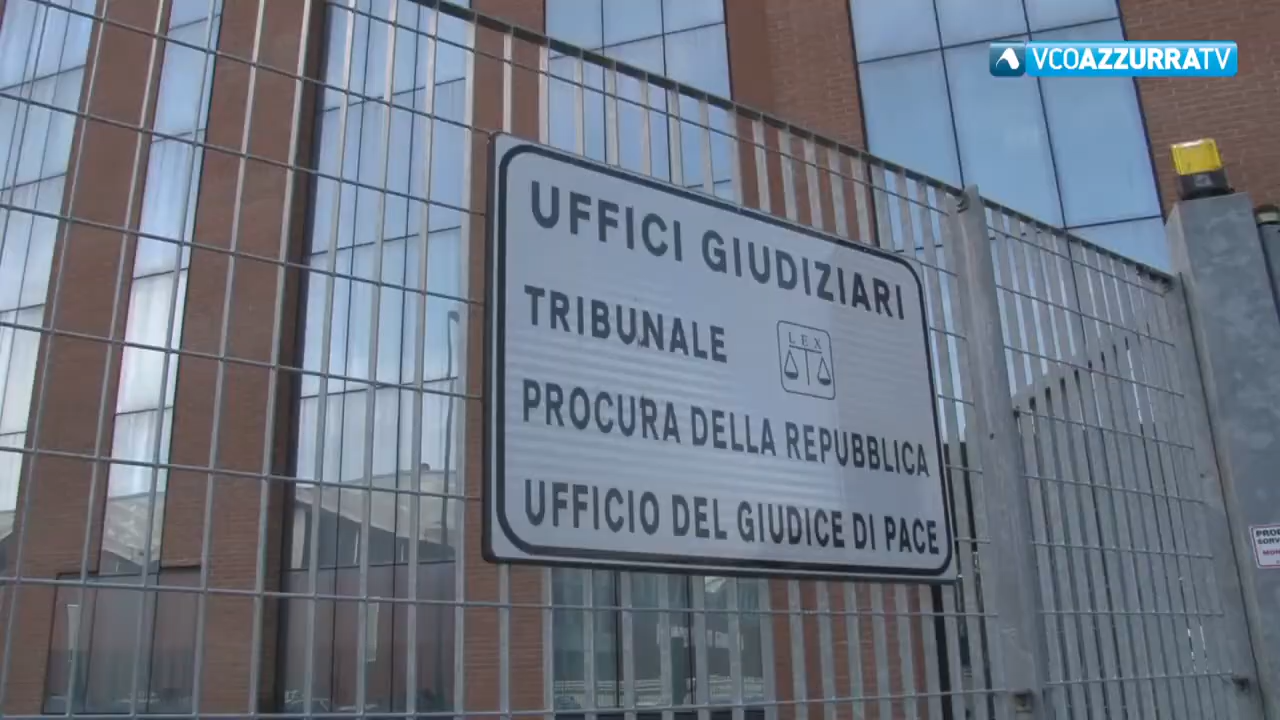 VCOAZZURRATV
UFFICI GIUDIZIARI
TRIBUNALE
LEX
PROCURA DELLA REPUBBLICA
UFFICIO DEL GIUDICE DI PACE